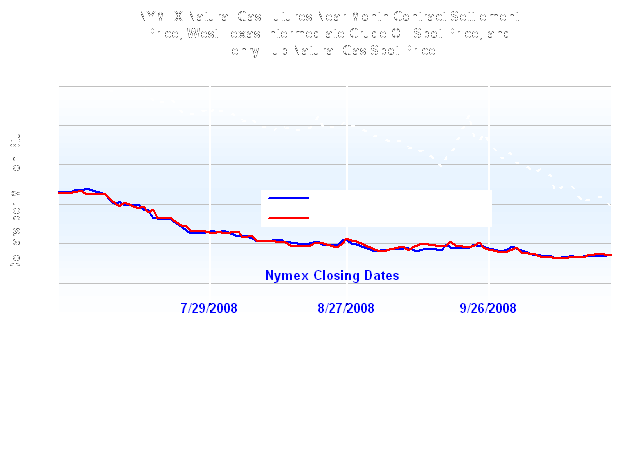 NYMEX Natural Gas Futures Near-Month Contract Settlement
Price, West Texas Intermediate Crude Oil Spot Price, and
Henry Hub Natural Gas Spot Price
Nymex Closing Dates
7/29/2008 8/27/2008 9/26/2008